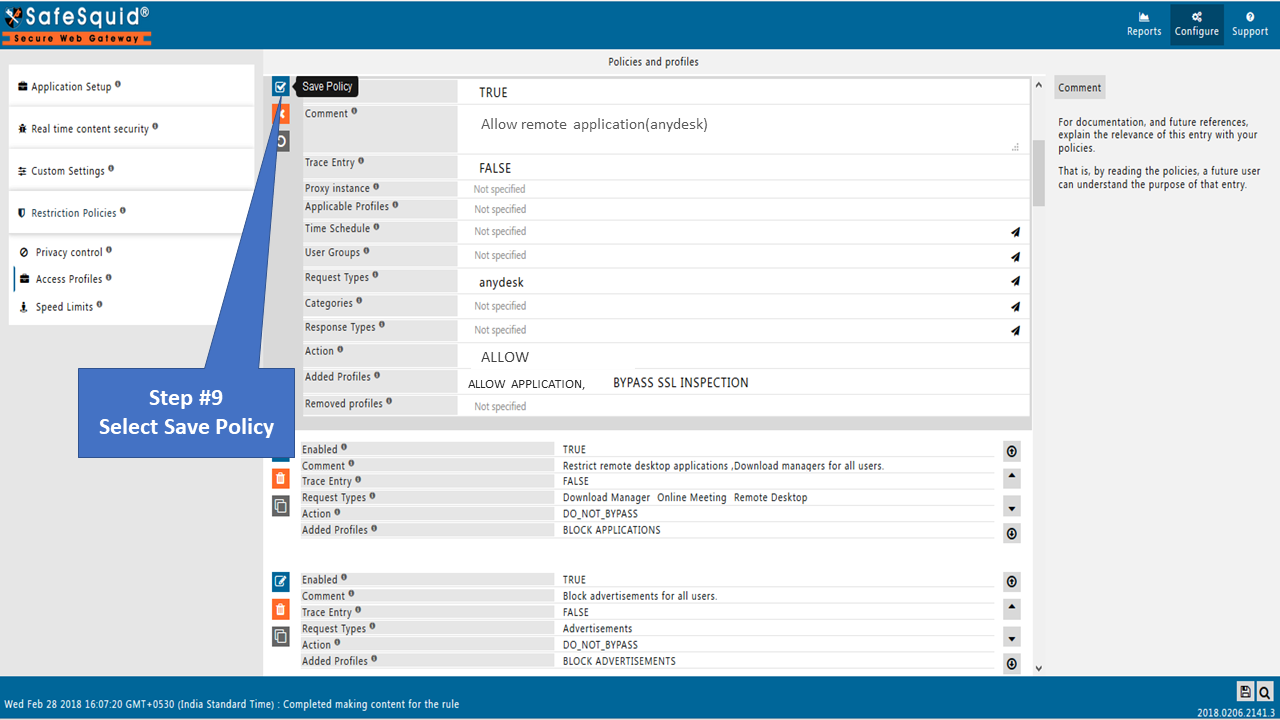 SafeSquid®
Secure Web Gateway
Reports Configure Support
Policies and profiles
Application Setup
Real time content security
Custom Settings
Restriction Policies
Privacy control
Access Profiles
Speed Limits
Save Policy
TRUE
Comment Allow remote application(anydesk)
Trace Entry FALSE
Proxy instance Not specified
Applicable Profiles Not specified
Time Schedule Not specified
User Groups Not specified
Request Types anydesk
Categories Not specified
Response Types Not specified
Action ALLOW
Added Profiles ALLOW APPLICATION, BYPASS SSL INSPECTION
Removed profiles Not specified
Step #9
Select Save Policy
Enabled TRUE
Comment Restrict remote desktop applications ,Download managers for all users.
Trace Entry FALSE
Request Types Download Manager Online Meeting Remote Desktop
Action DO_NOT_BYPASS
Added Profiles BLOCK APPLICATIONS
Enabled TRUE
Comment Block advertisements for all users.
Trace Entry FALSE
Request Types Advertisements
Action DO_NOT_BYPASS
Added Profiles BLOCK ADVERTISEMENTS
Comment
For documentation, and future references,
explain the relevance of this entry with your
policies.
That is, by reading the policies, a future user
can understand the purpose of that entry.
Wed Feb 28 2018 16:07:20 GMT+0530 (India Standard Time) : Completed making content for the rule
2018.0206.2141.3